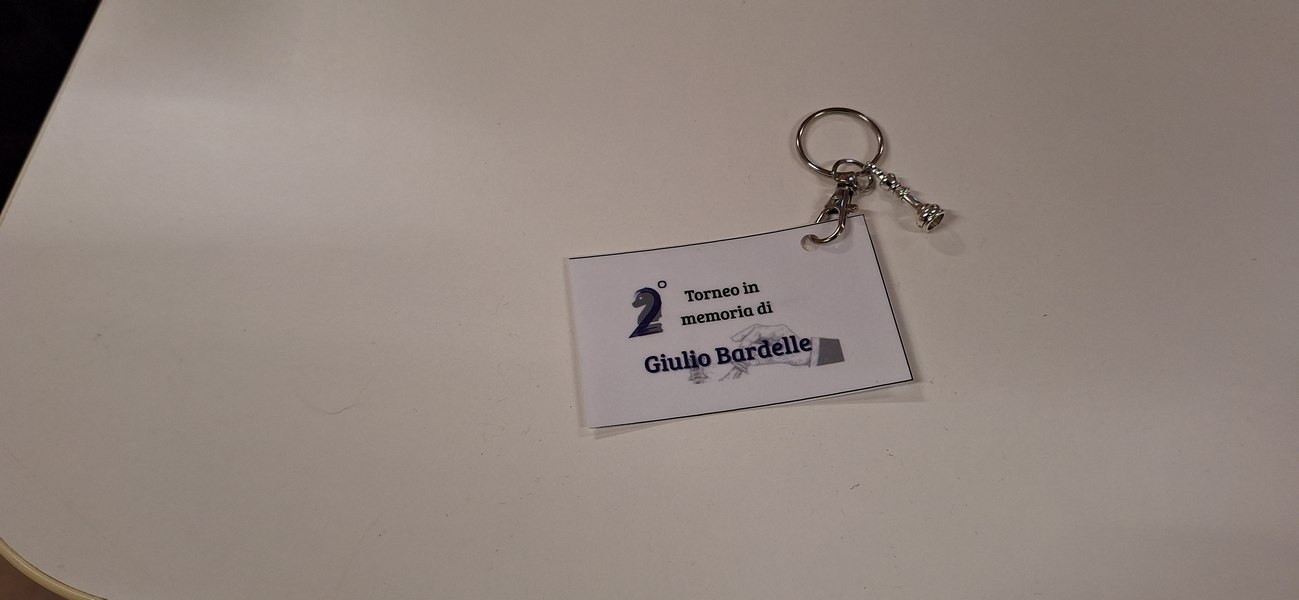 2°
Torneo in
memoria di
Giulio Bardelle